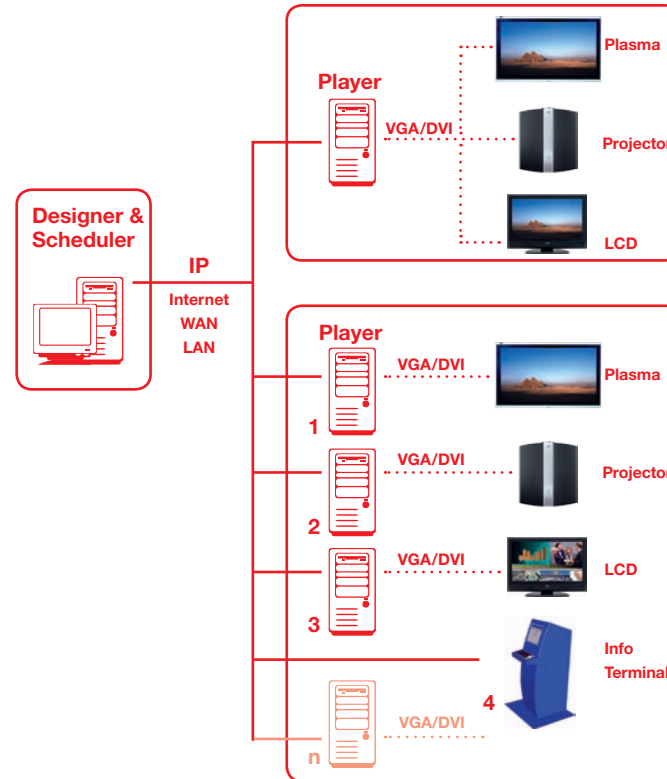 Plasma
Player
VGA/DVI
Projector
Designer &
Scheduler
LCD
IP
Internet
WAN
LAN
Player
VGA/DVI
Plasma
1
VGA/DVI
Projector
2
VGA/DVI
LCD
3
Info
Terminal
4
VGA/DVI
n